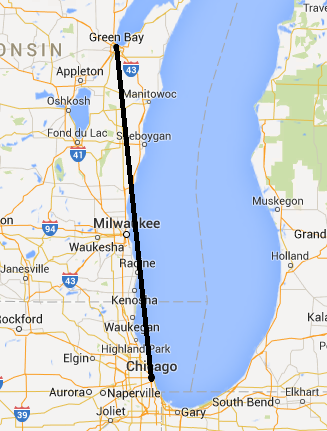 Green Bay
ONSIN
43
Appleton
Manitowoc
Oshkosh
Fond du Lac
Sheboygan
41
Muskegon
Milwaukee
94
Waukesha
Grand
Holland
Janesville
Racine
43
Kenosha
Rockford
Waukegan
Kala
Highland Park
Elgin
Chicago
Aurora
Naperville
South Bend
Elkhart
39
Joliet
Gary